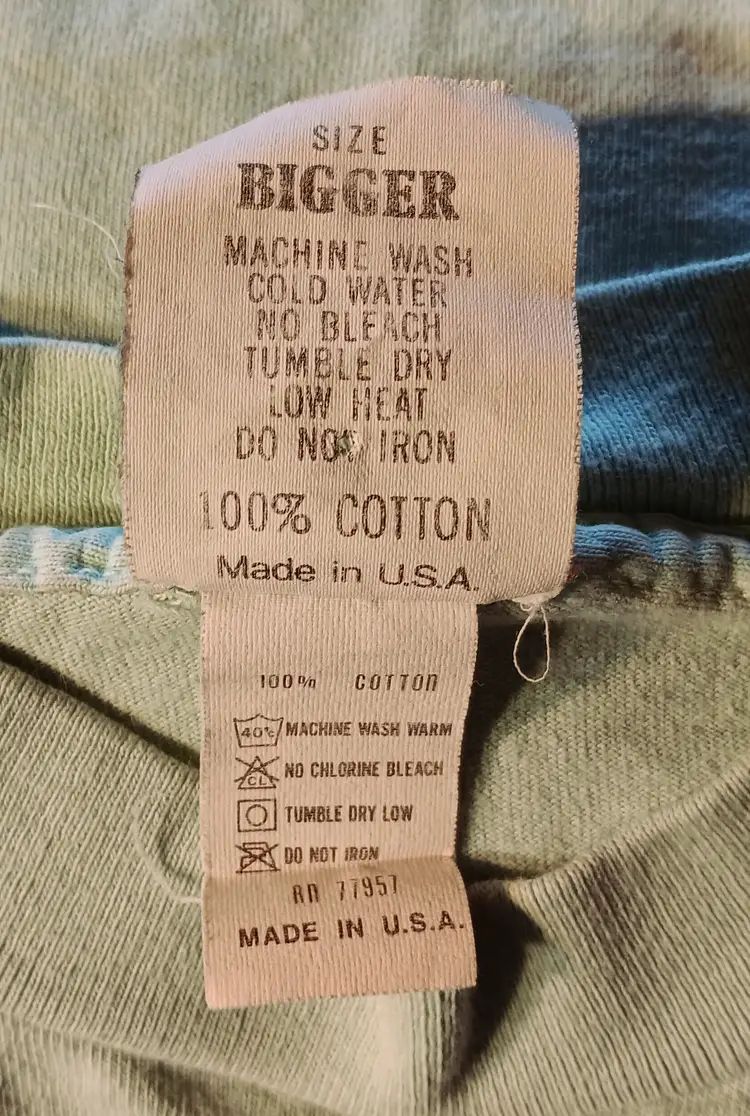 SIZE
BIGGER
MACHINE WASH
COLD WATER
NO BLEACH
TUMBLE DRY
LOW HEAT
DO NOT IRON
100% COTTON
Made in U.S.A.
100% COTTON
40°C MACHINE WASH WARM
CL NO CHLORINE BLEACH
TUMBLE DRY LOW
DO NOT IRON
RN 77957
MADE IN U.S.A.